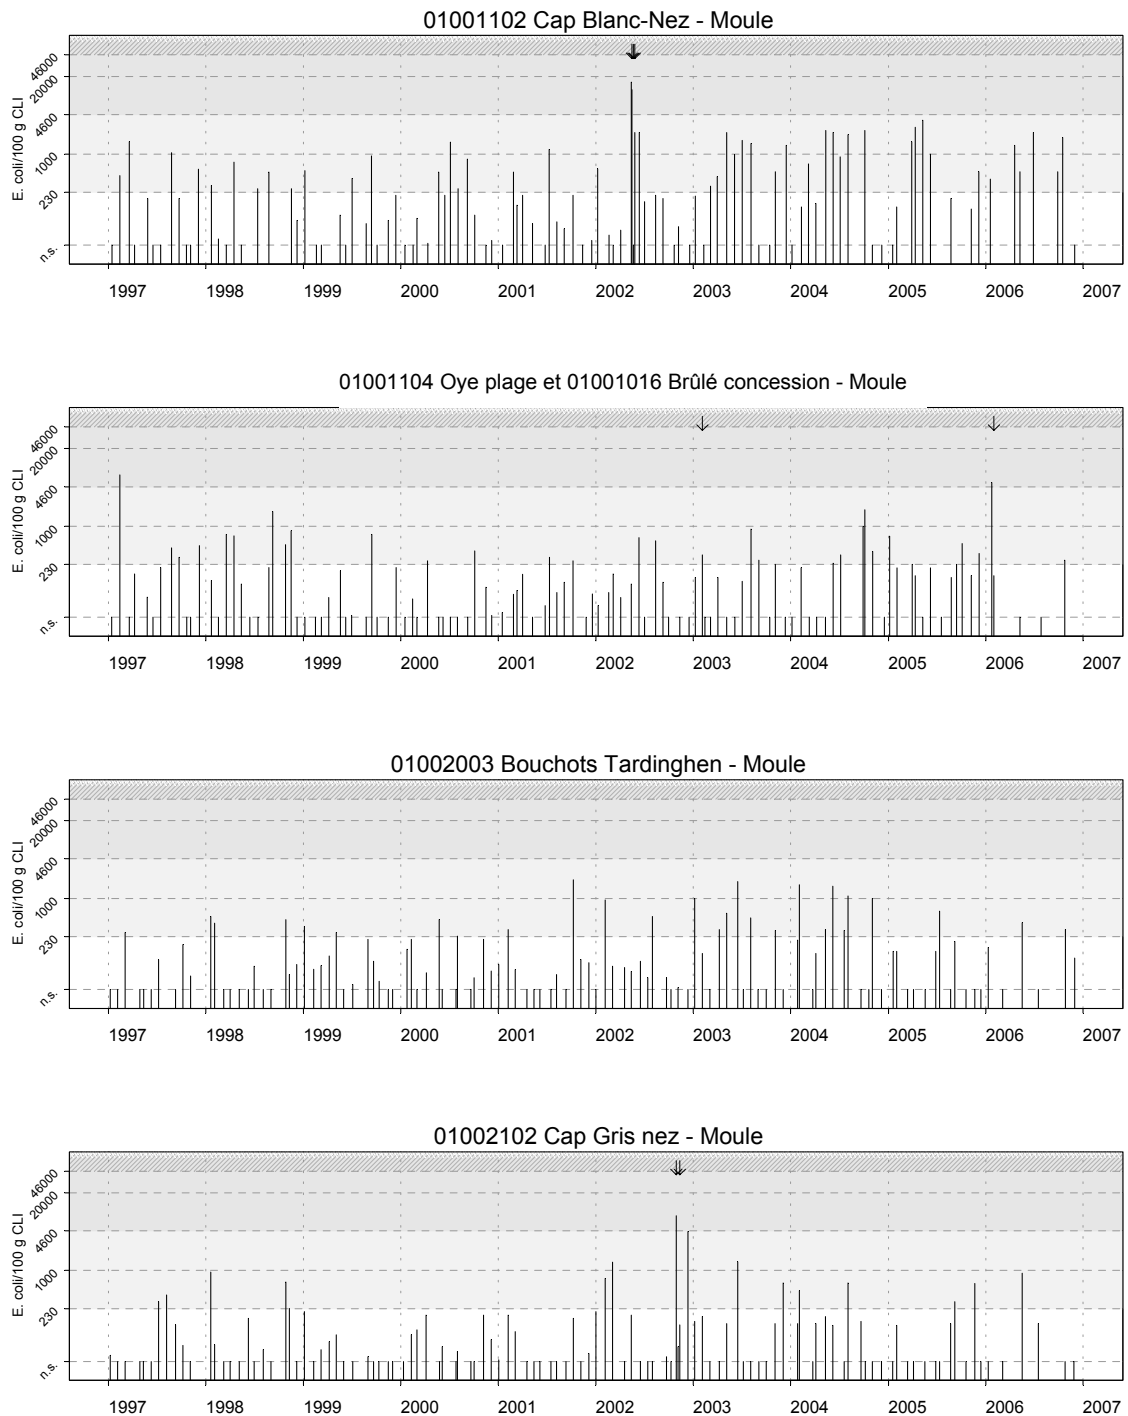 01001102 Cap Blanc-Nez - Moule
E. coli/100 g CLI
46000
20000
4600
1000
230
n.s.
1997 1998 1999 2000 2001 2002 2003 2004 2005 2006 2007
01001104 Oye plage et 01001016 Brûlé concession - Moule
E. coli/100 g CLI
46000
20000
4600
1000
230
n.s.
1997 1998 1999 2000 2001 2002 2003 2004 2005 2006 2007
01002003 Bouchots Tardinghen - Moule
E. coli/100 g CLI
46000
20000
4600
1000
230
n.s.
1997 1998 1999 2000 2001 2002 2003 2004 2005 2006 2007
01002102 Cap Gris nez - Moule
E. coli/100 g CLI
46000
20000
4600
1000
230
n.s.
1997 1998 1999 2000 2001 2002 2003 2004 2005 2006 2007